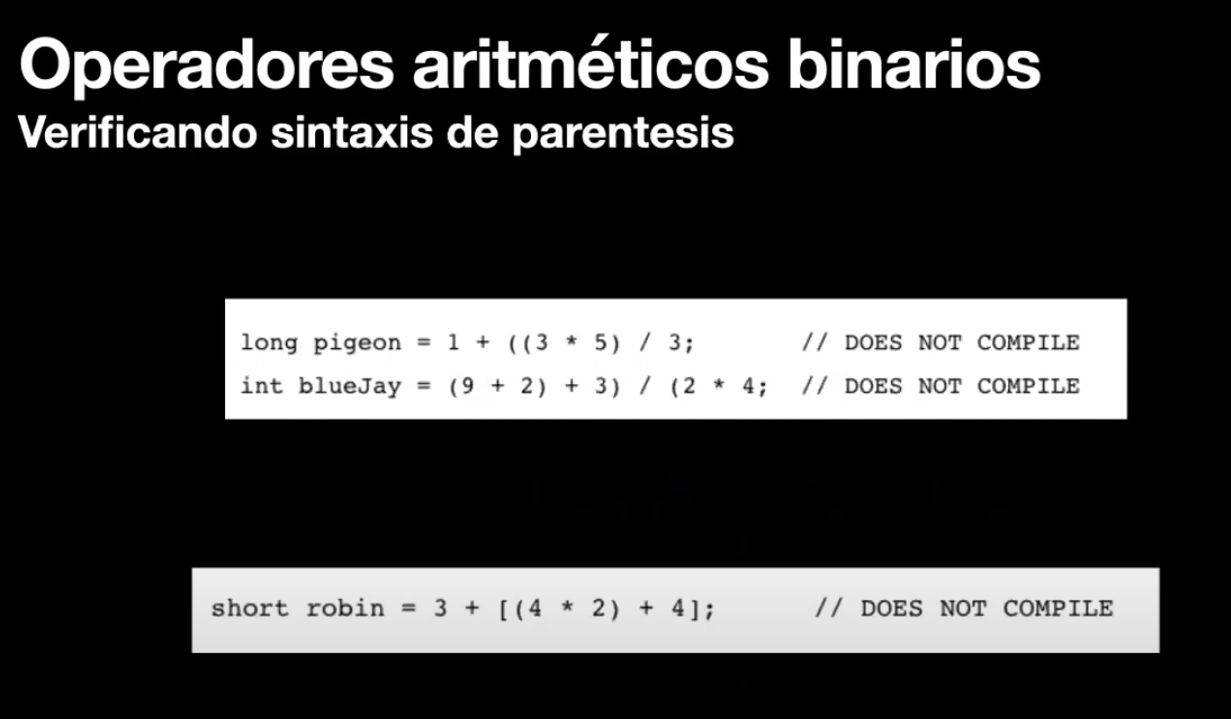 Operadores aritméticos binarios
Verificando sintaxis de parentesis
long pigeon = 1 + ((3 * 5) / 3;       // DOES NOT COMPILE
int blueJay = (9 + 2) + 3) / (2 * 4;  // DOES NOT COMPILE
short robin = 3 + [(4 * 2) + 4];      // DOES NOT COMPILE